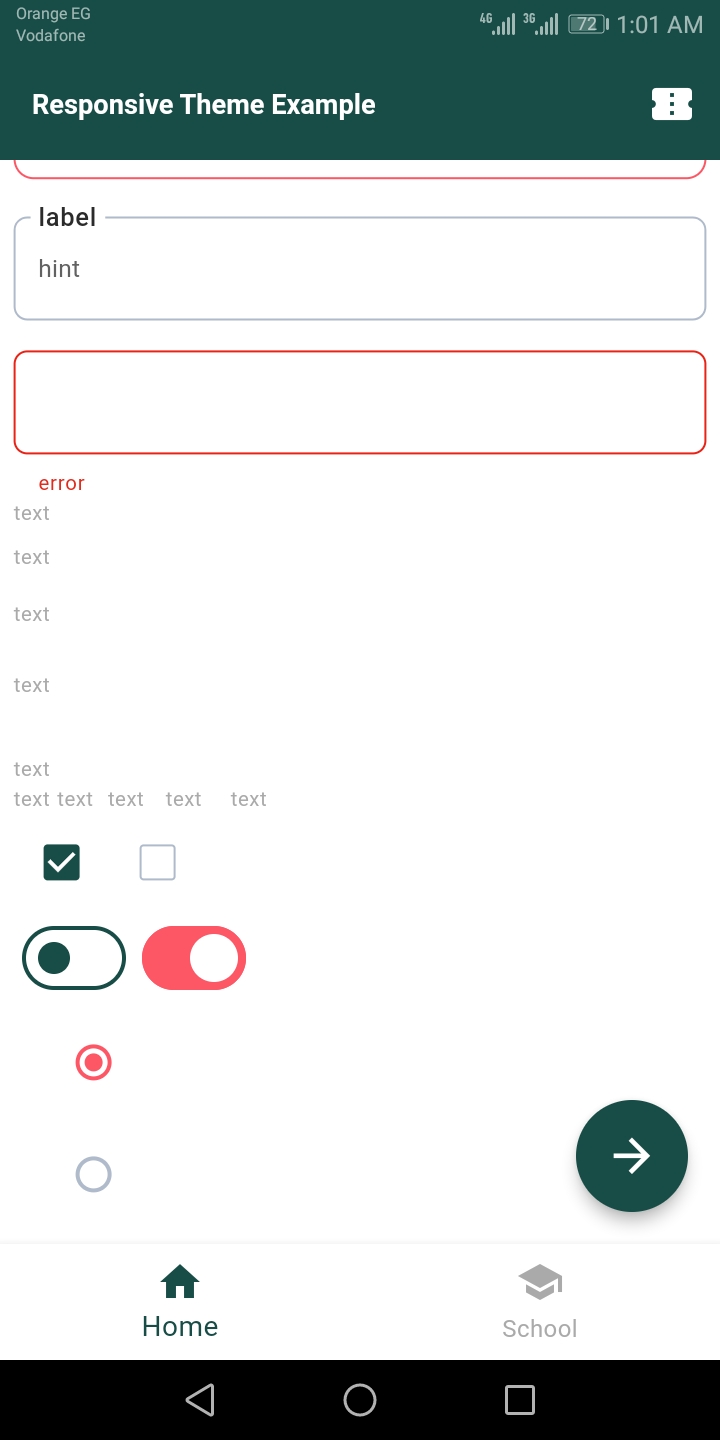 Orange EG
Vodafone
4G 3G 72 1:01 AM
Responsive Theme Example
label
hint
error
text
text
text
text
text
text text text text text
Home
School